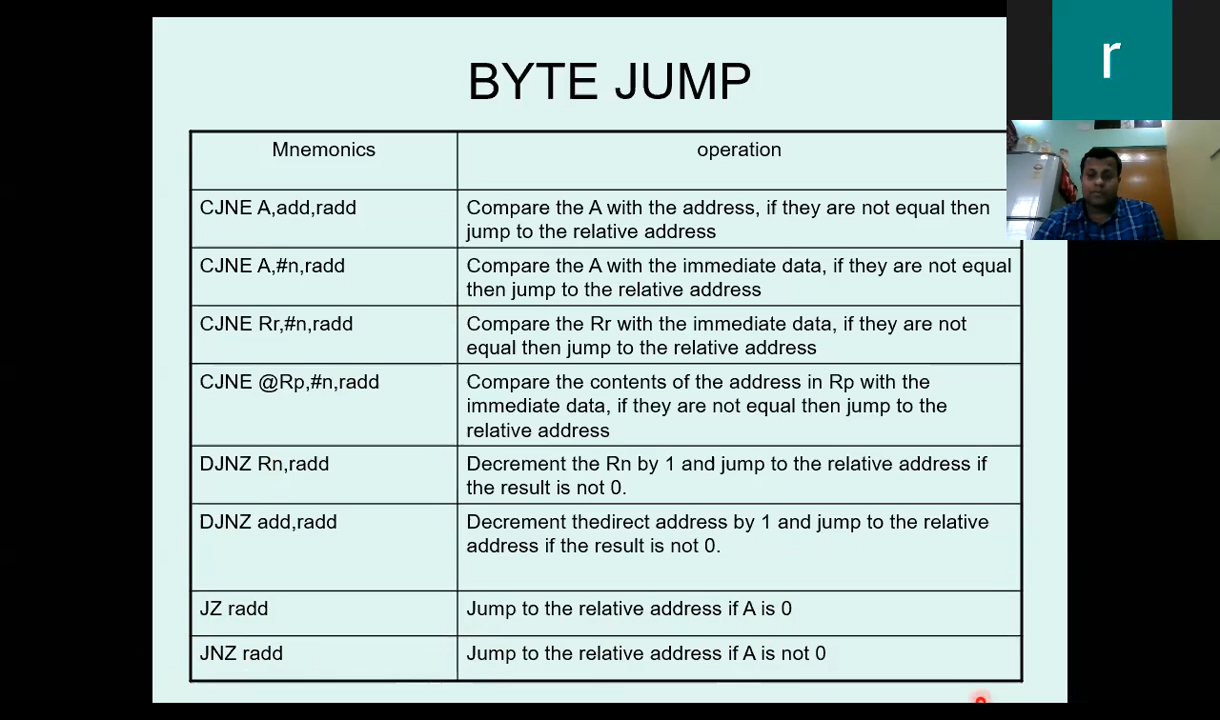 BYTE JUMP
r
Mnemonics
operation
CJNE A,add,radd
Compare the A with the address, if they are not equal then
jump to the relative address
CJNE A,#n,radd
Compare the A with the immediate data, if they are not equal
then jump to the relative address
CJNE Rr,#n,radd
Compare the Rr with the immediate data, if they are not
equal then jump to the relative address
CJNE @Rp,#n,radd
Compare the contents of the address in Rp with the
immediate data, if they are not equal then jump to the
relative address
DJNZ Rn,radd
Decrement the Rn by 1 and jump to the relative address if
the result is not 0.
DJNZ add,radd
Decrement thedirect address by 1 and jump to the relative
address if the result is not 0.
JZ radd
Jump to the relative address if A is 0
JNZ radd
Jump to the relative address if A is not 0